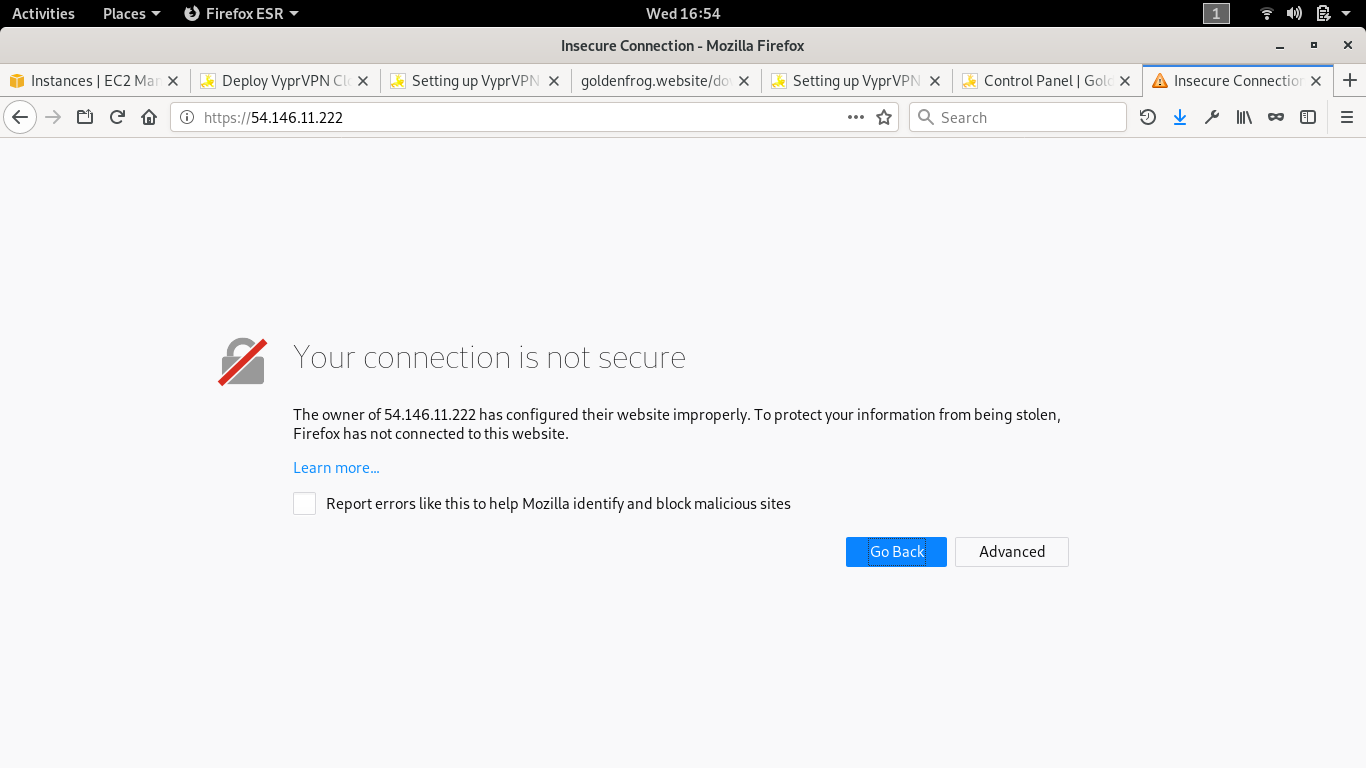 Activities Places Firefox ESR Wed 16:54 1
Insecure Connection - Mozilla Firefox
Instances | EC2 Man Deploy VyprVPN Clo Setting up VyprVPN goldenfrog.website/dov Setting up VyprVPN Control Panel | Gold Insecure Connection
https://54.146.11.222 Search
Your connection is not secure
The owner of 54.146.11.222 has configured their website improperly. To protect your information from being stolen,
Firefox has not connected to this website.
Learn more...
Report errors like this to help Mozilla identify and block malicious sites
Go Back Advanced